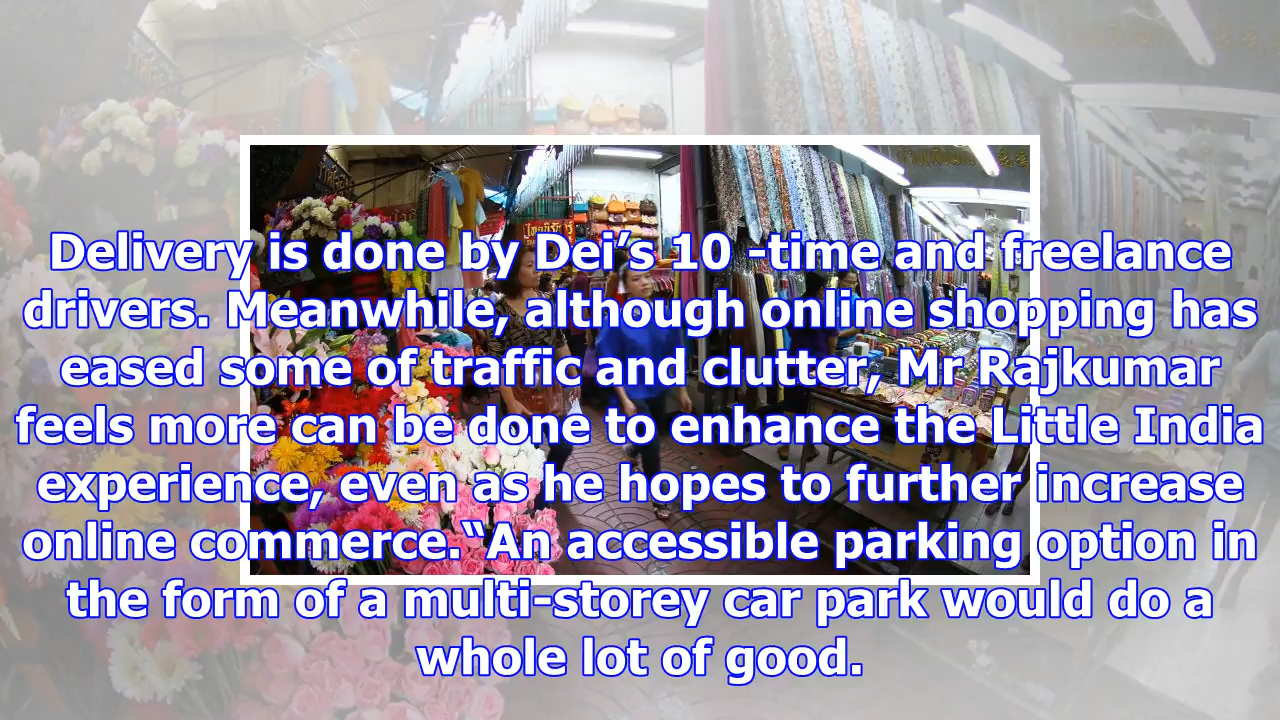 Delivery is done by Dei’s 10 -time and freelance
drivers. Meanwhile, although online shopping has
eased some of traffic and clutter, Mr Rajkumar
feels more can be done to enhance the Little India
experience, even as he hopes to further increase
online commerce.“An accessible parking option in
the form of a multi-storey car park would do a
whole lot of good.